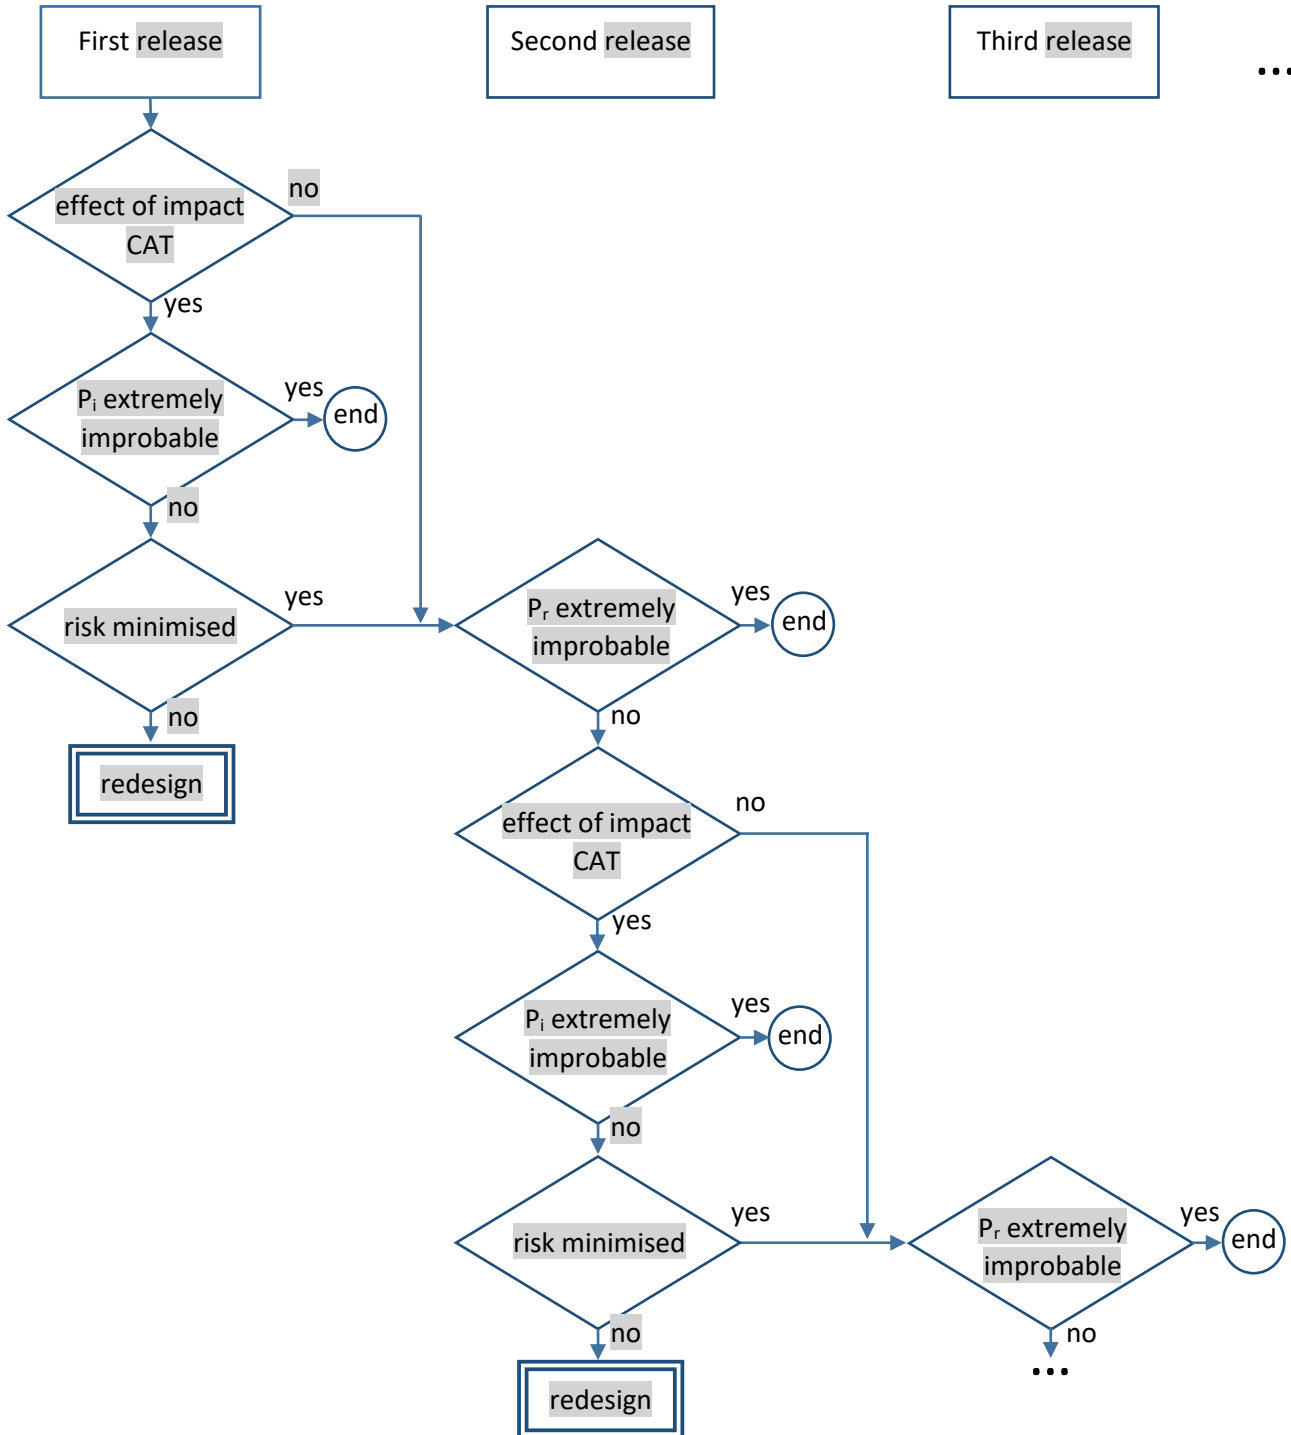 First release
Second release
Third release
...
effect of impact
CAT
no
yes
Pi extremely
improbable
yes
end
no
risk minimised
yes
no
redesign
Pr extremely
improbable
yes
end
no
effect of impact
CAT
no
yes
Pi extremely
improbable
yes
end
no
risk minimised
yes
no
redesign
Pr extremely
improbable
yes
end
no
...